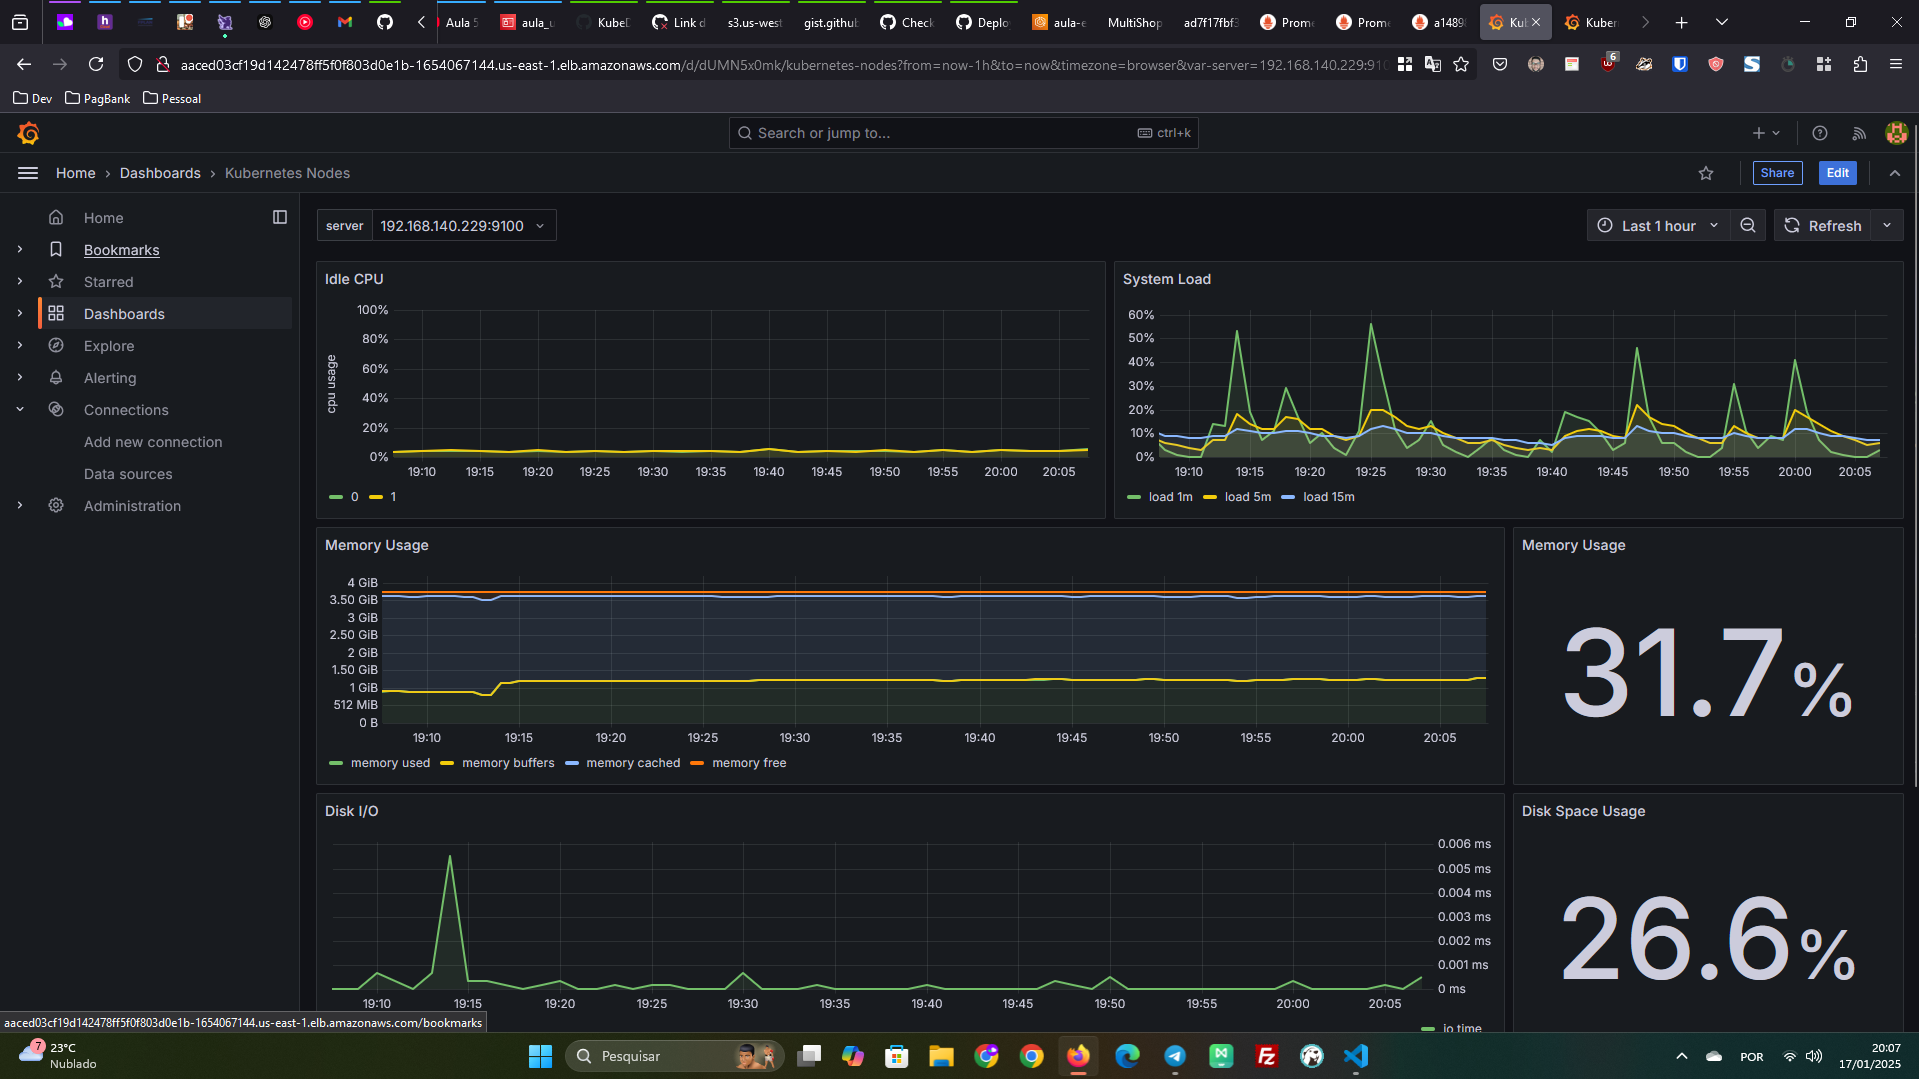 Aula 5
aula_u
KubeD
Link d
s3.us-west
gist.github
Check
Deplo
aula-e
MultiShop
ad7f17fbf3
Prome
Prome
a1489
Ku
Kuber
aaced03cf19d142478ff5f0f803d0e1b-1654067144.us-east-1.elb.amazonaws.com/d/dUMN5x0mk/kubernetes-nodes?from=now-1h&to=now&timezone=browser&var-server=192.168.140.229:910
6
Dev
PagBank
Pessoal
Search or jump to...
ctrl+k
Home › Dashboards › Kubernetes Nodes
Share
Edit
Home
Bookmarks
Starred
Dashboards
Explore
Alerting
Connections
Add new connection
Data sources
Administration
server 192.168.140.229:9100
Last 1 hour
Refresh
Idle CPU
cpu usage
100%
80%
60%
40%
20%
0%
19:10 19:15 19:20 19:25 19:30 19:35 19:40 19:45 19:50 19:55 20:00 20:05
0 1
System Load
60%
50%
40%
30%
20%
10%
0%
19:10 19:15 19:20 19:25 19:30 19:35 19:40 19:45 19:50 19:55 20:00 20:05
load 1m load 5m load 15m
Memory Usage
4 GiB
3.50 GiB
3 GiB
2.50 GiB
2 GiB
1.50 GiB
1 GiB
512 MiB
0 B
19:10 19:15 19:20 19:25 19:30 19:35 19:40 19:45 19:50 19:55 20:00 20:05
memory used memory buffers memory cached memory free
Memory Usage
31.7%
Disk I/O
0.006 ms
0.005 ms
0.004 ms
0.003 ms
0.002 ms
0.001 ms
0 ms
19:10 19:15 19:20 19:25 19:30 19:35 19:40 19:45 19:50 19:55 20:00 20:05
io time
Disk Space Usage
26.6%
aaced03cf19d142478ff5f0f803d0e1b-1654067144.us-east-1.elb.amazonaws.com/bookmarks
7
23°C
Nublado
Pesquisar
POR
20:07
17/01/2025